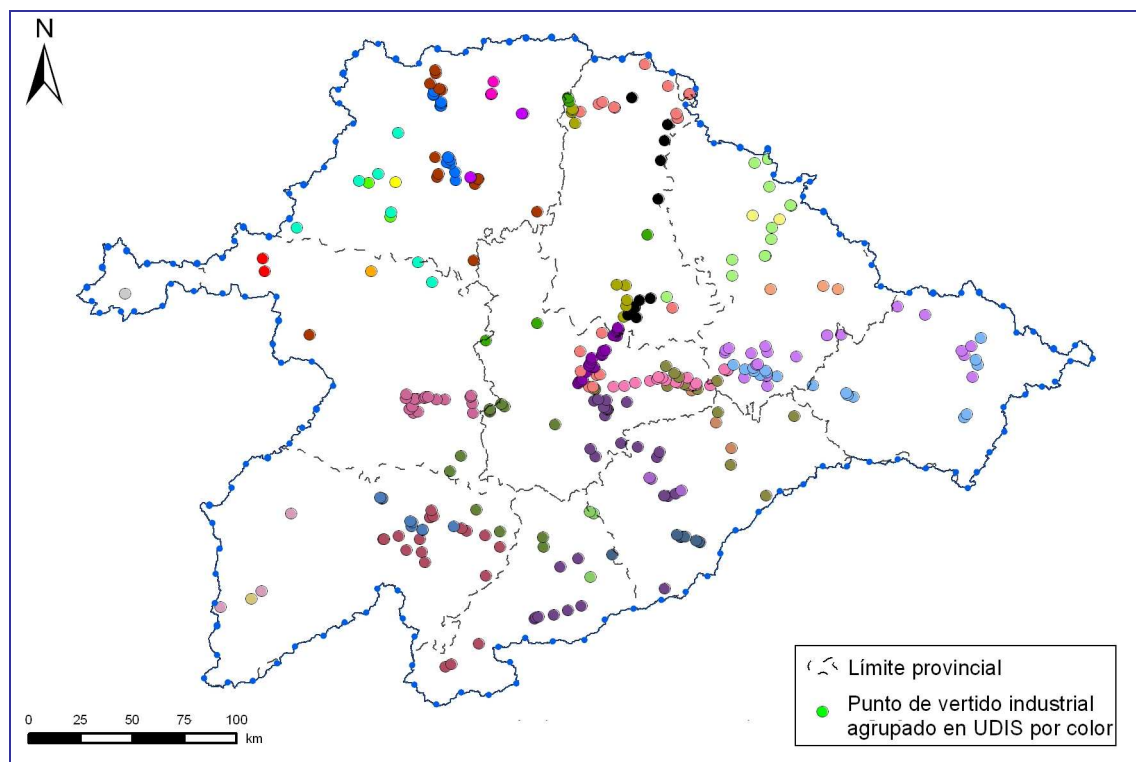 N
Límite provincial
Punto de vertido industrial
agrupado en UDIS por color
0 25 50 75 100
km